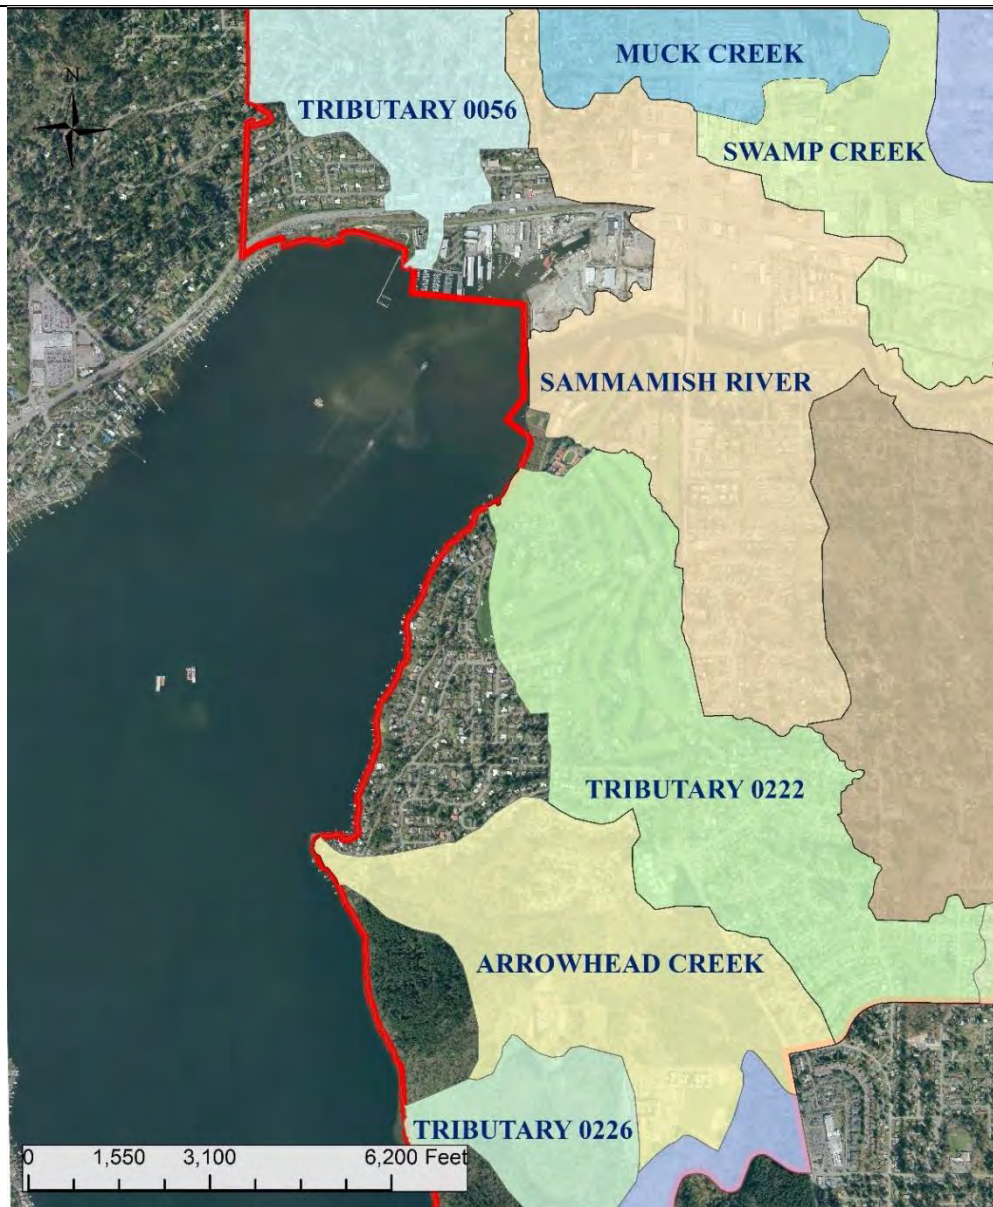 MUCK CREEK
N
TRIBUTARY 0056
SWAMP CREEK
SAMMAMISH RIVER
TRIBUTARY 0222
ARROWHEAD CREEK
TRIBUTARY 0226
0 1,550 3,100 6,200 Feet